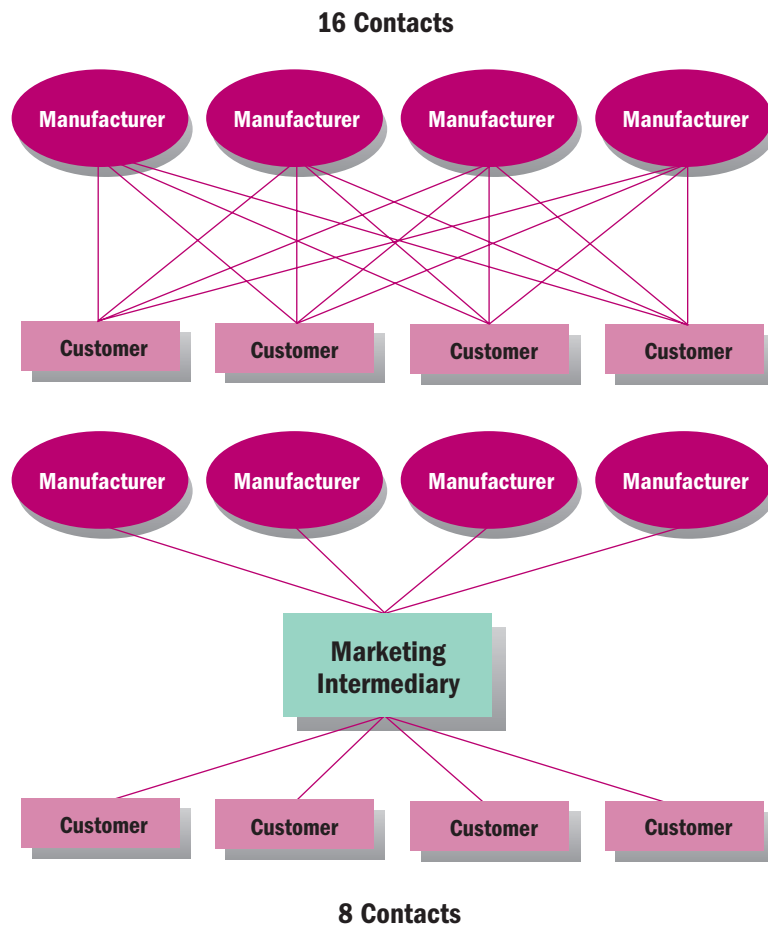 16 Contacts
Manufacturer Manufacturer Manufacturer Manufacturer
Customer Customer Customer Customer
Manufacturer Manufacturer Manufacturer Manufacturer
Marketing
Intermediary
Customer Customer Customer Customer
8 Contacts